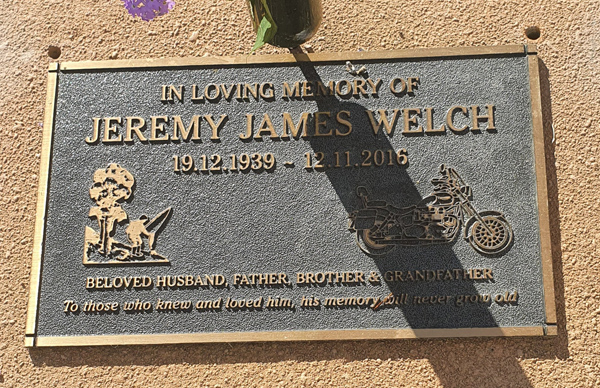 IN LOVING MEMORY OF
JEREMY JAMES WELCH
19.12.1939 ~ 12.11.2016
BELOVED HUSBAND, FATHER, BROTHER & GRANDFATHER
To those who knew and loved him, his memory will never grow old